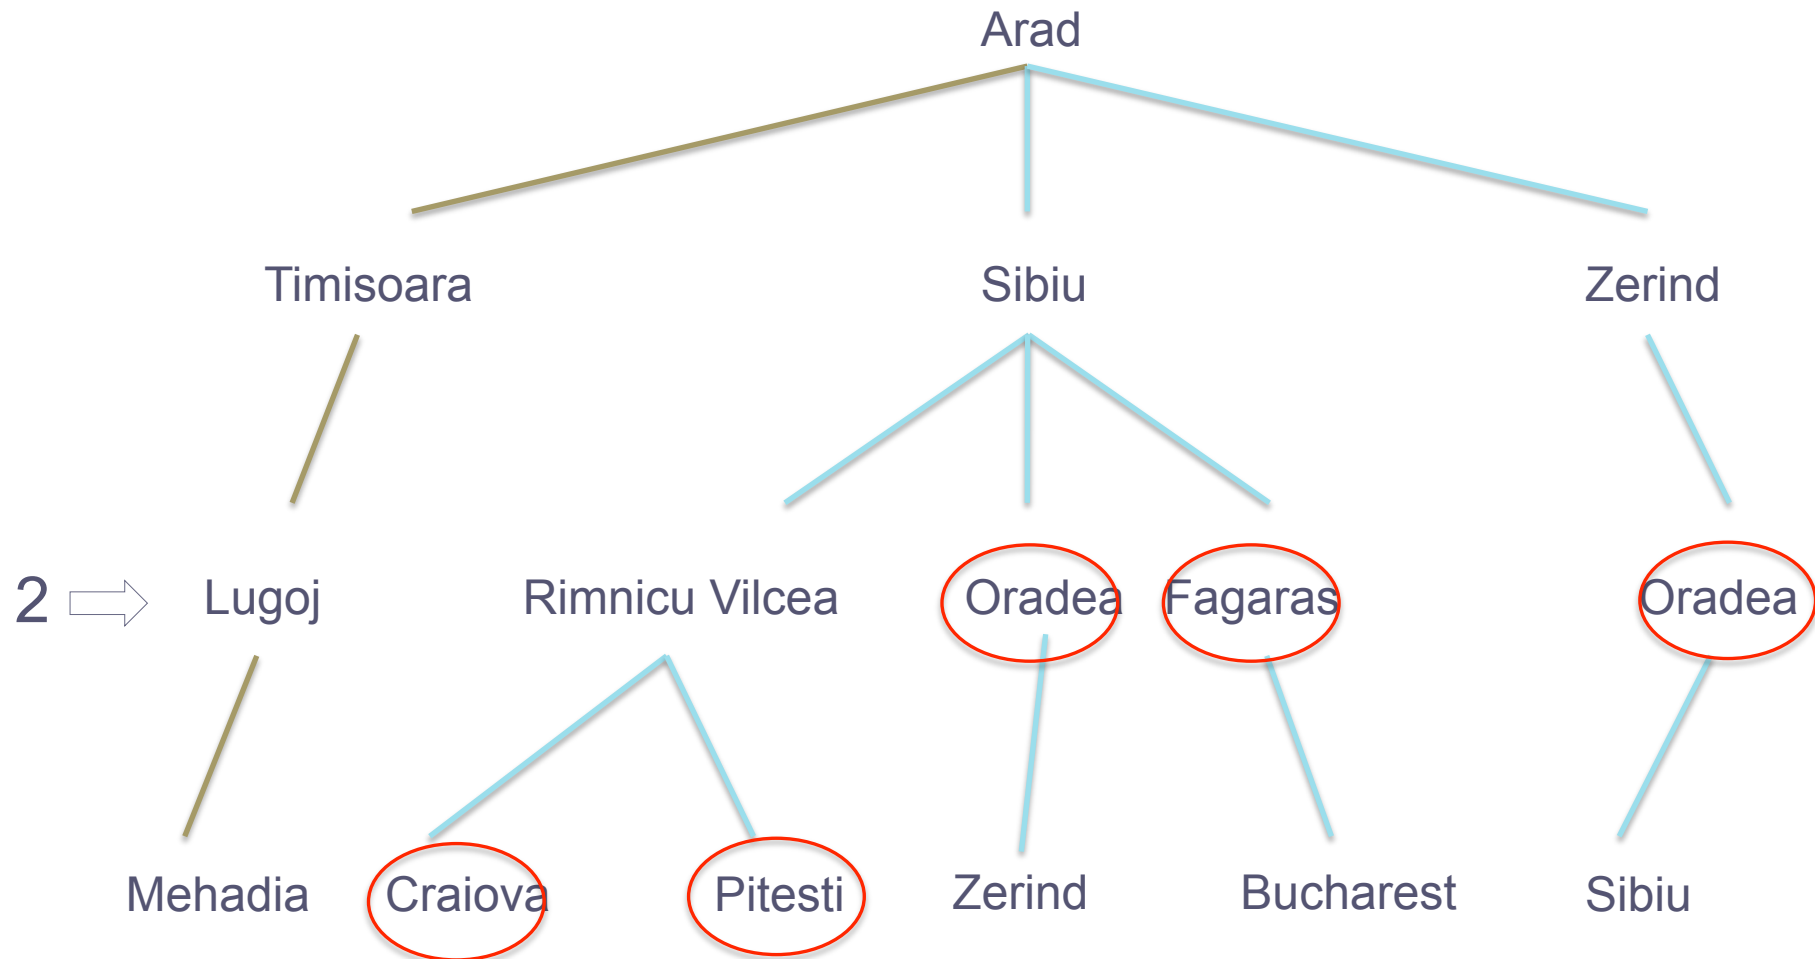 Arad
Timisoara Sibiu Zerind
2 Lugoj Rimnicu Vilcea Oradea Fagaras Oradea
Mehadia Craiova Pitesti Zerind Bucharest Sibiu